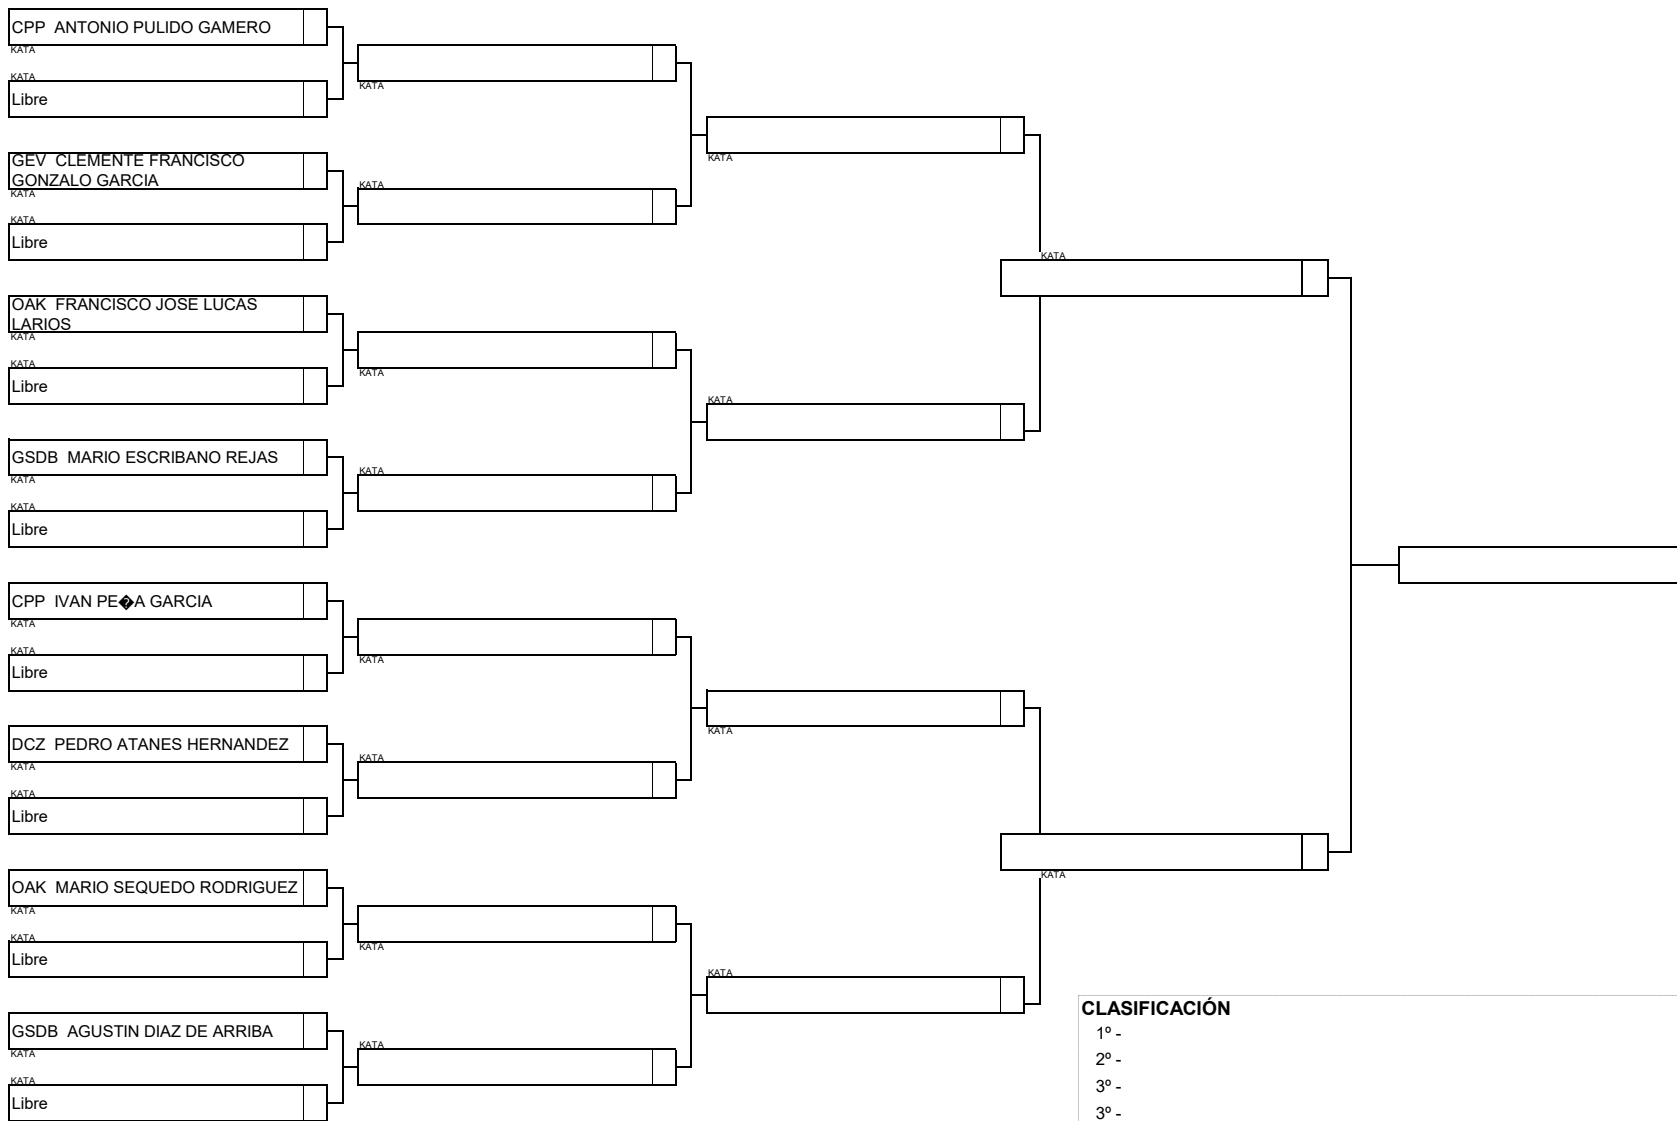 CPP ANTONIO PULIDO GAMERO
KATA
KATA
Libre
GEV CLEMENTE FRANCISCO
GONZALO GARCIA
KATA
KATA
Libre
OAK FRANCISCO JOSE LUCAS
LARIOS
KATA
KATA
Libre
GSDB MARIO ESCRIBANO REJAS
KATA
KATA
Libre
CPP IVAN PE�A GARCIA
KATA
KATA
Libre
DCZ PEDRO ATANES HERNANDEZ
KATA
KATA
Libre
OAK MARIO SEQUEDO RODRIGUEZ
KATA
KATA
Libre
GSDB AGUSTIN DIAZ DE ARRIBA
KATA
KATA
Libre
KATA
KATA
KATA
KATA
KATA
KATA
KATA
KATA
KATA
KATA
KATA
KATA
KATA
KATA
CLASIFICACIÓN
1º -
2º -
3º -
3º -